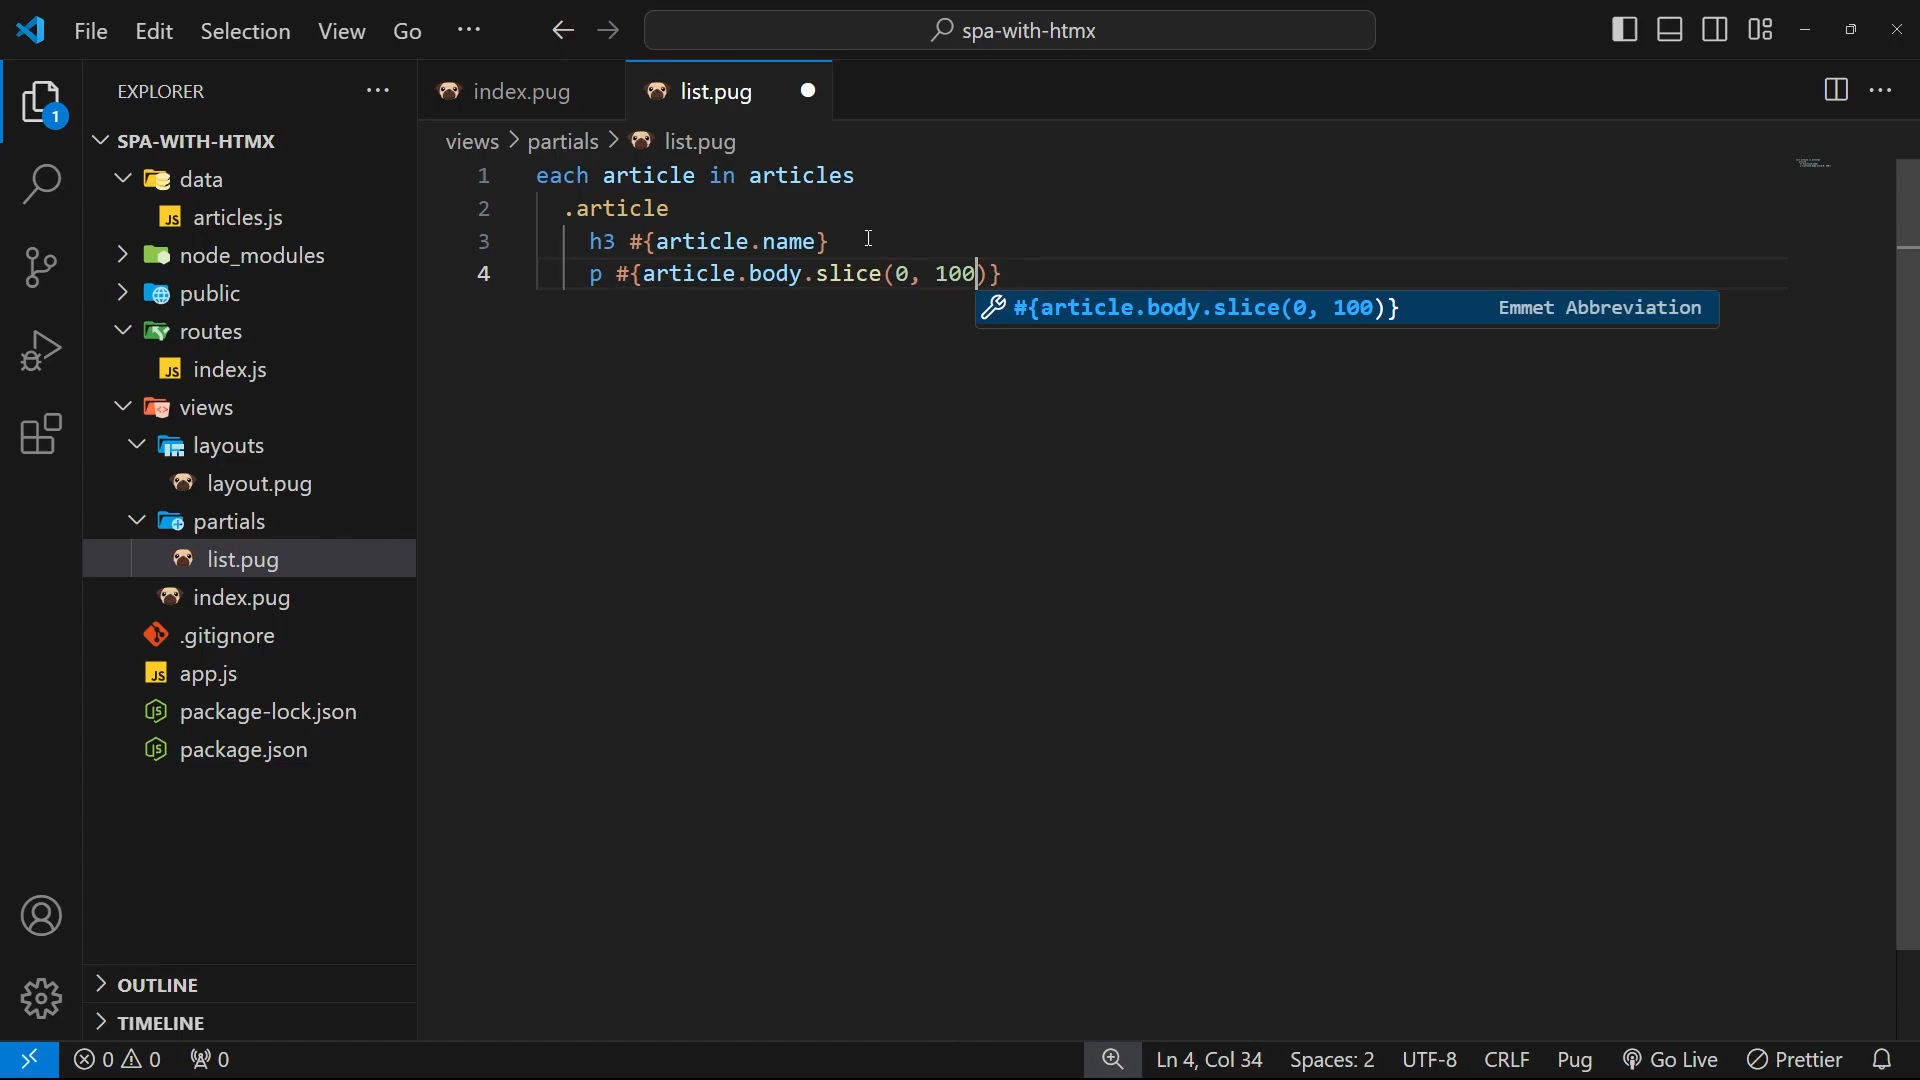 File Edit Selection View Go ··· spa-with-htmx
EXPLORER ···
1
SPA-WITH-HTMX
data
JS articles.js
node_modules
public
routes
JS index.js
views
layouts
layout.pug
partials
list.pug
index.pug
.gitignore
JS app.js
package-lock.json
package.json
OUTLINE
TIMELINE
index.pug list.pug ···
views > partials > list.pug
1 each article in articles
2 .article
3 h3 #{article.name}
4 p #{article.body.slice(0, 100)}
#{article.body.slice(0, 100)} Emmet Abbreviation
0 0 0 Ln 4, Col 34 Spaces: 2 UTF-8 CRLF Pug Go Live Prettier